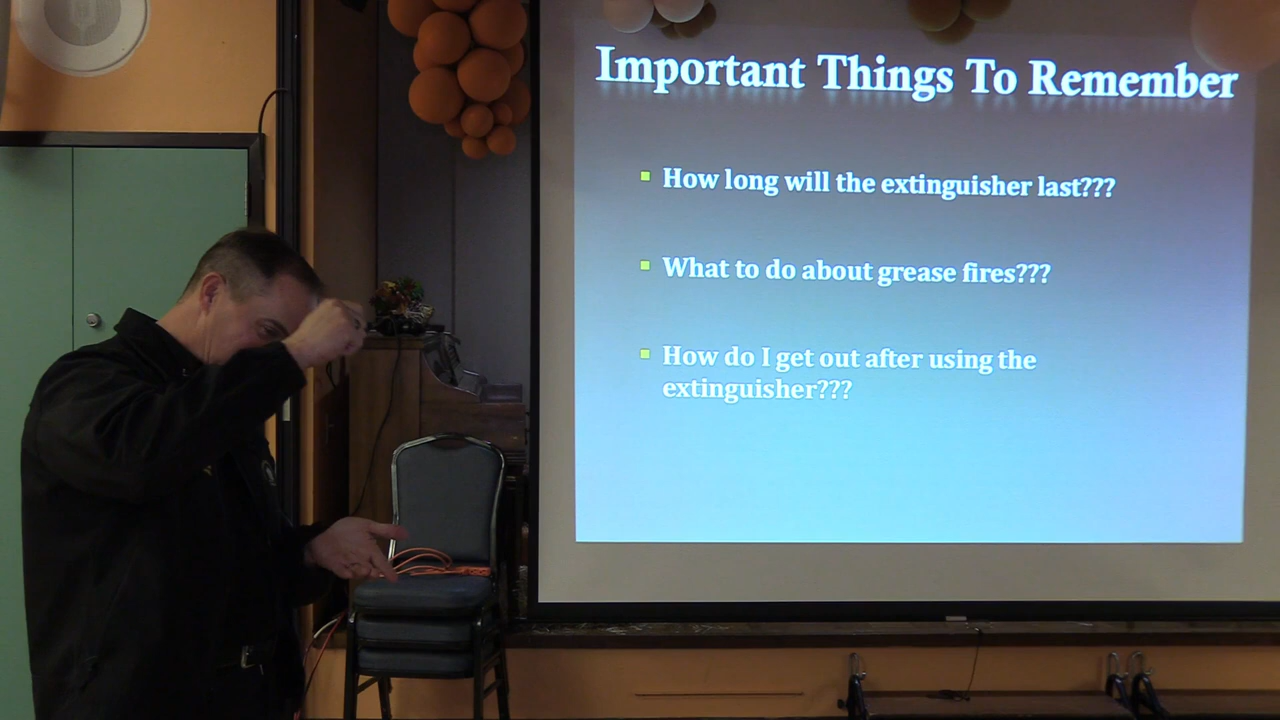 Important Things To Remember
How long will the extinguisher last???
What to do about grease fires???
How do I get out after using the
extinguisher???